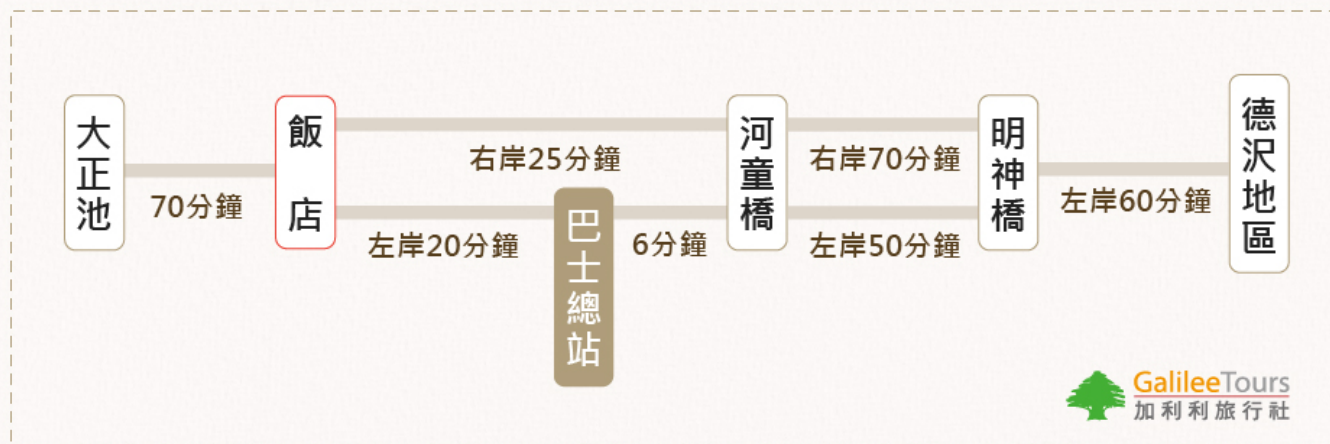 大正池
70分鐘
飯店
右岸25分鐘
左岸20分鐘
巴士總站
6分鐘
河童橋
右岸70分鐘
左岸50分鐘
明神橋
左岸60分鐘
德沢地區
GalileeTours
加利利旅行社